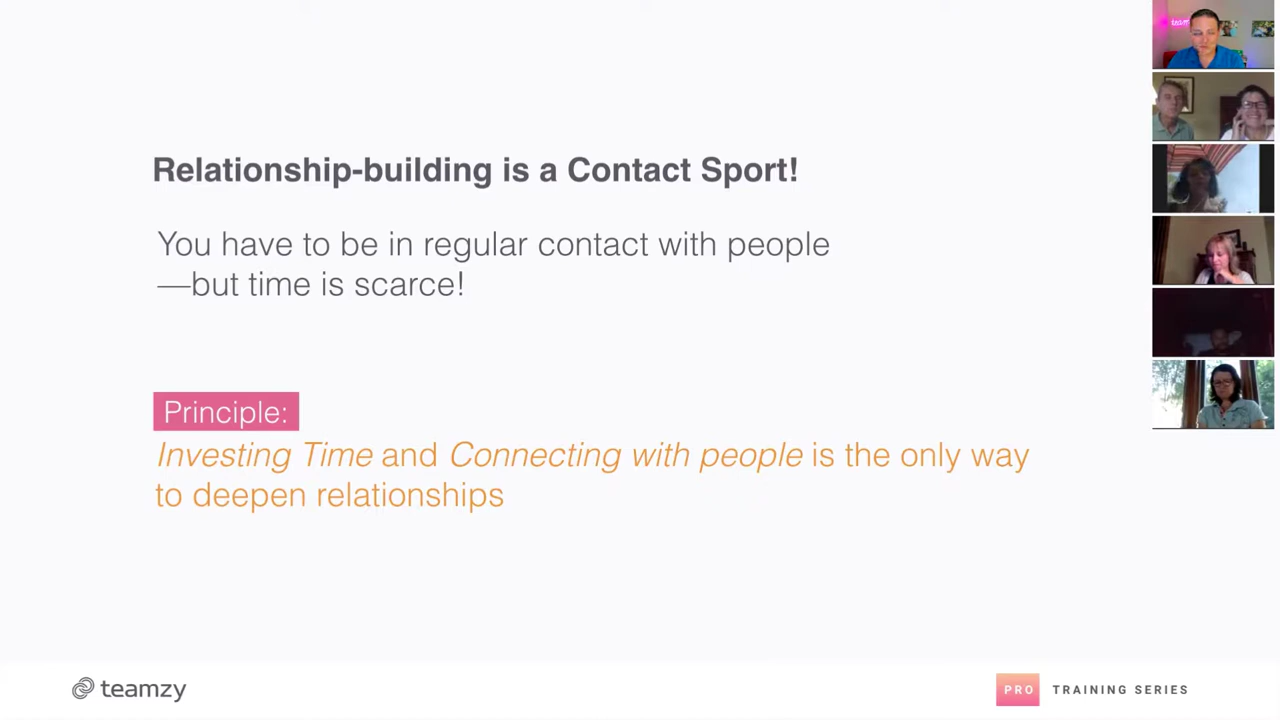 Relationship-building is a Contact Sport!
You have to be in regular contact with people
—but time is scarce!
Principle:
Investing Time and Connecting with people is the only way
to deepen relationships
teamzy
PRO TRAINING SERIES